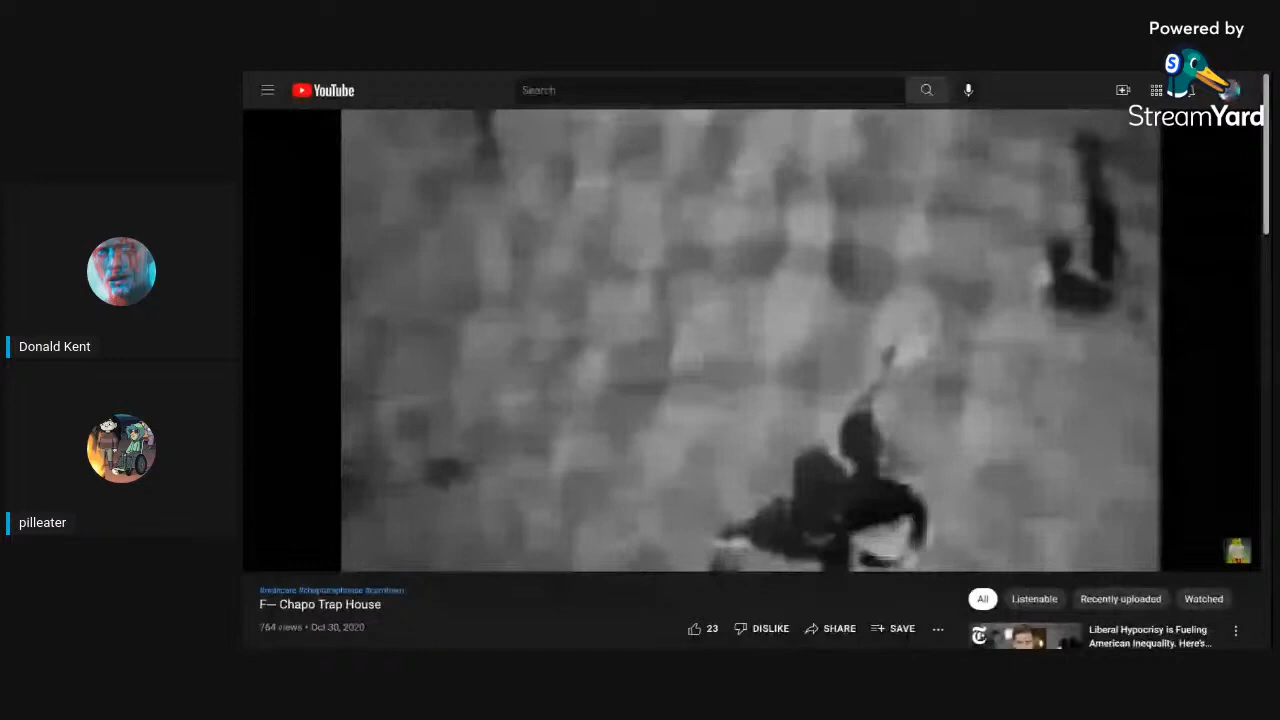 Powered by
StreamYard
YouTube
Search
Donald Kent
pilleater
#chapotraphouse
F— Chapo Trap House
764 views • Oct 30, 2020
23
DISLIKE
SHARE
SAVE
All
Listenable
Recently uploaded
Watched
Liberal Hypocrisy is Fueling
American Inequality. Here's...